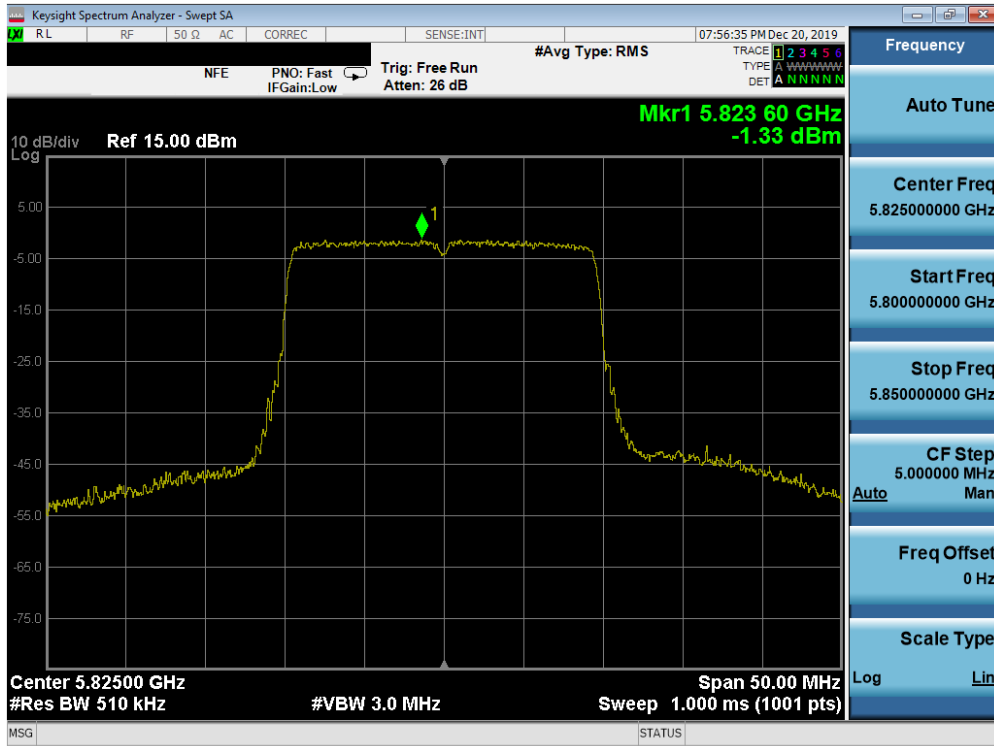 Keysight Spectrum Analyzer - Swept SA
LXI RL RF 50 Ω AC CORREC SENSE:INT 07:56:35 PM Dec 20, 2019
#Avg Type: RMS TRACE 1 2 3 4 5 6
NFE PNO: Fast Trig: Free Run TYPE A WWWWW
IFGain:Low Atten: 26 dB DET A N N N N N
Mkr1 5.823 60 GHz
10 dB/div Ref 15.00 dBm -1.33 dBm
Log
1
5.00
-5.00
-15.0
-25.0
-35.0
-45.0
-55.0
-65.0
-75.0
Center 5.82500 GHz Span 50.00 MHz
#Res BW 510 kHz #VBW 3.0 MHz Sweep 1.000 ms (1001 pts)
MSG STATUS
Frequency
Auto Tune
Center Freq
5.825000000 GHz
Start Freq
5.800000000 GHz
Stop Freq
5.850000000 GHz
CF Step
5.000000 MHz
Auto Man
Freq Offset
0 Hz
Scale Type
Log Lin